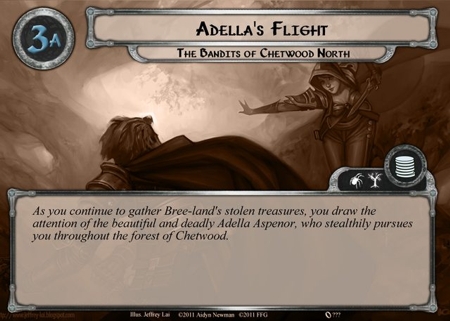 3A
Adella's Flight
The Bandits of Chetwood North
As you continue to gather Bree-land's stolen treasures, you draw the
attention of the beautiful and deadly Adella Aspenor, who stealthily pursues
you throughout the forest of Chetwood.
Illus. Jeffrey Lai ©2011 Aidyn Newman ©2011 FFG
???